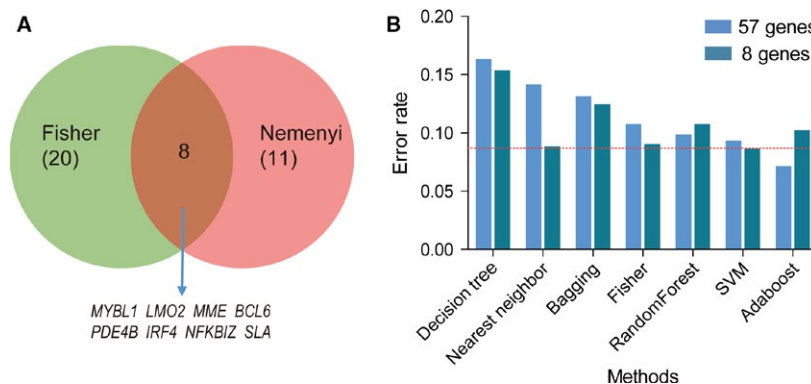 A
Fisher
(20)
8
Nemenyi
(11)
MYBL1 LMO2 MME BCL6
PDE4B IRF4 NFKBIZ SLA
B
57 genes
8 genes
Error rate
0.20
0.15
0.10
0.05
0.00
Decision tree
Nearest neighbor
Bagging
Fisher
RandomForest
SVM
Adaboost
Methods